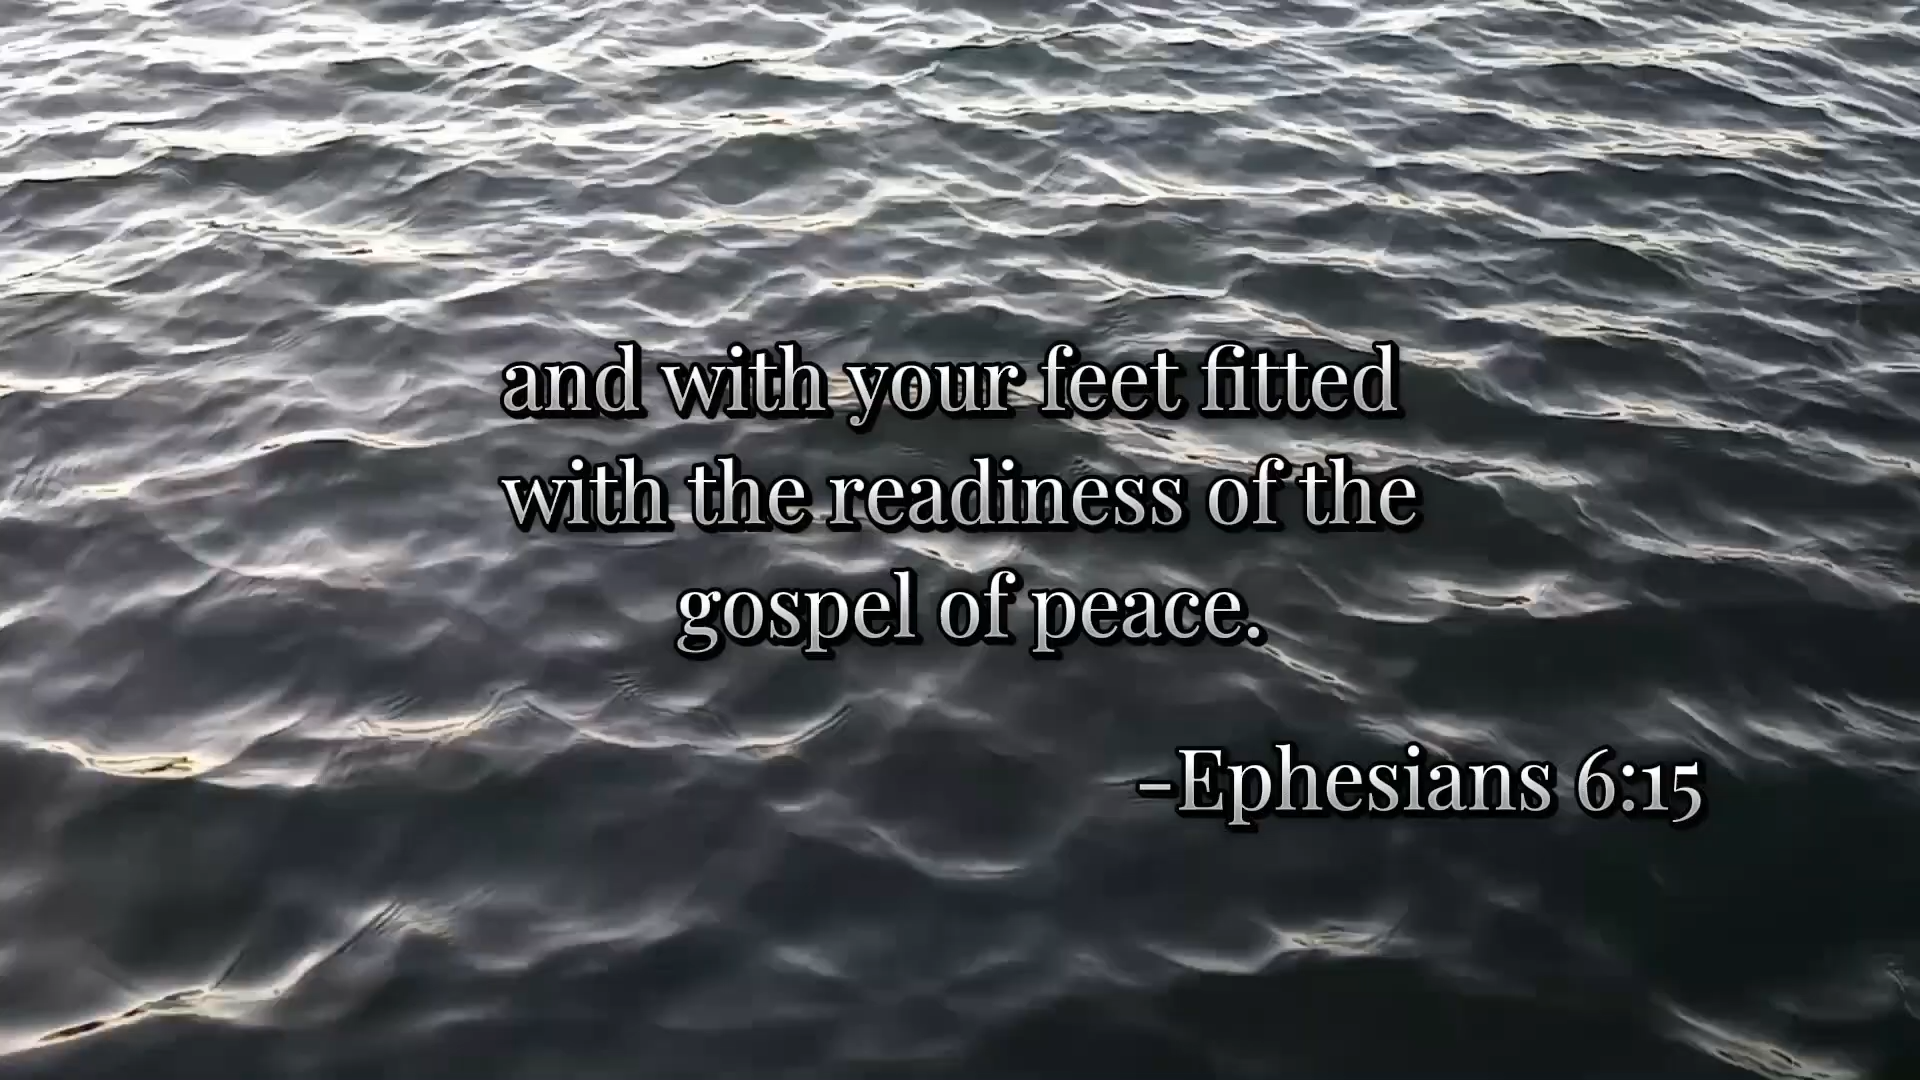 and with your feet fitted
with the readiness of the
gospel of peace.
-Ephesians 6:15